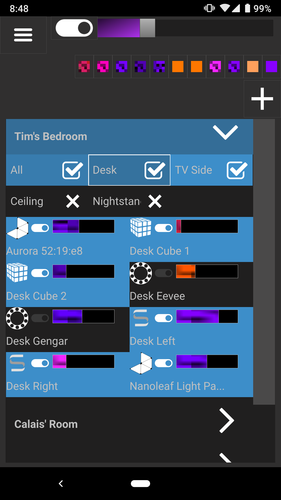 8:48 99%
Tim's Bedroom
All Desk TV Side
Ceiling Nightstan
Aurora 52:19:e8 Desk Cube 1
Desk Cube 2 Desk Eevee
Desk Gengar Desk Left
Desk Right Nanoleaf Light Pa...
Calais' Room